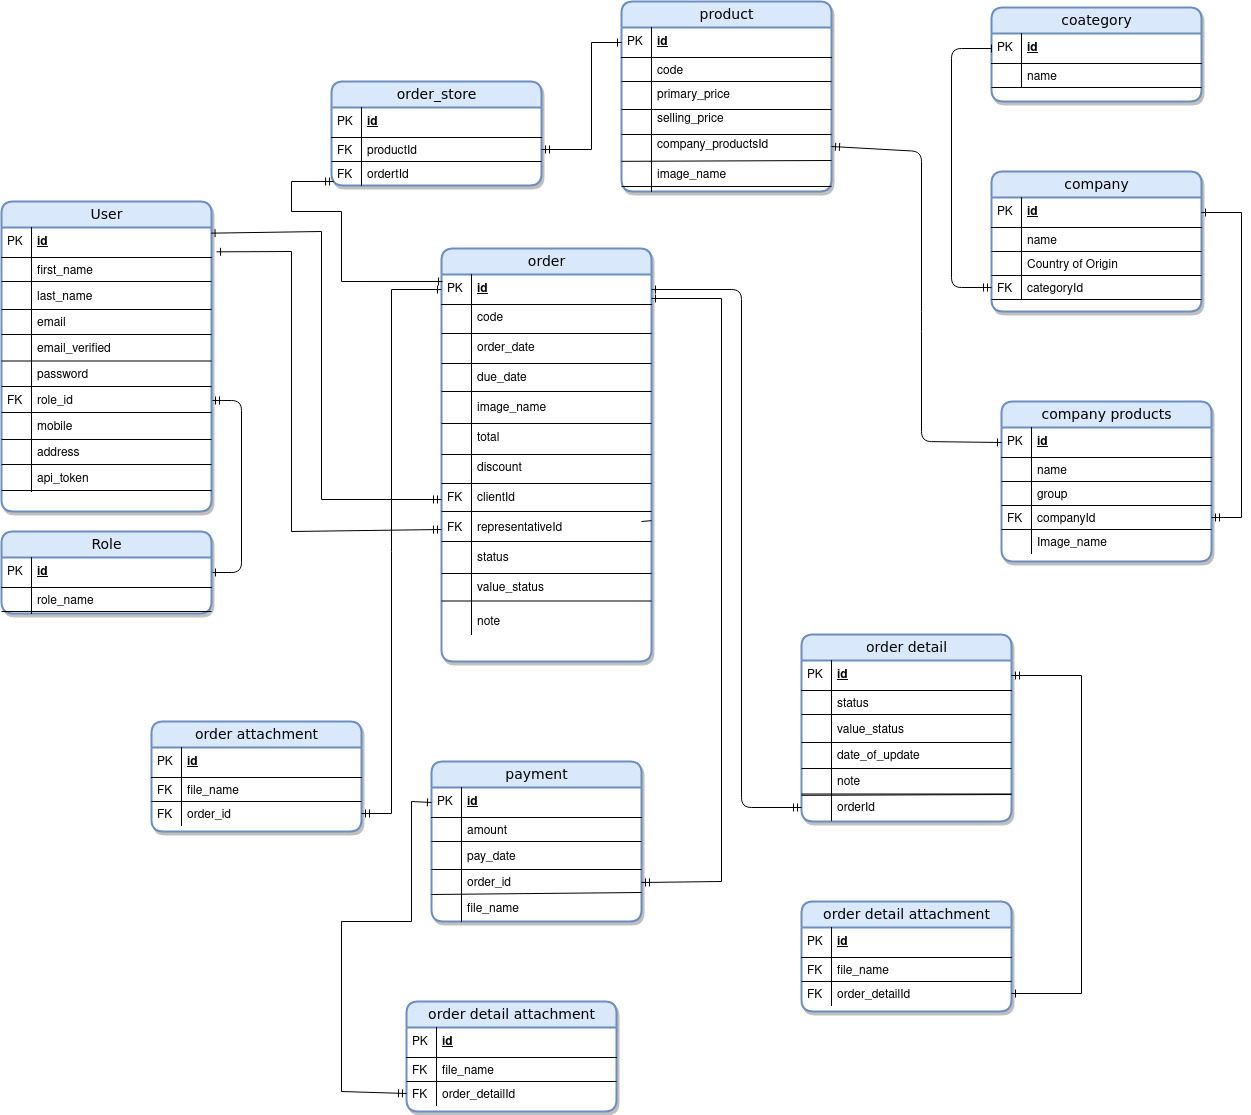 product
PK id
code
primary_price
selling_price
company_productsId
image_name
coategory
PK id
name
order_store
PK id
FK productId
FK ordertId
company
PK id
name
Country of Origin
FK categoryId
User
PK id
first_name
last_name
email
email_verified
password
FK role_id
mobile
address
api_token
order
PK id
code
order_date
due_date
image_name
total
discount
FK clientId
FK representativeId
status
value_status
note
company products
PK id
name
group
FK companyId
Image_name
Role
PK id
role_name
order detail
PK id
status
value_status
date_of_update
note
orderId
order attachment
PK id
FK file_name
FK order_id
payment
PK id
amount
pay_date
order_id
file_name
order detail attachment
PK id
FK file_name
FK order_detailId
order detail attachment
PK id
FK file_name
FK order_detailId